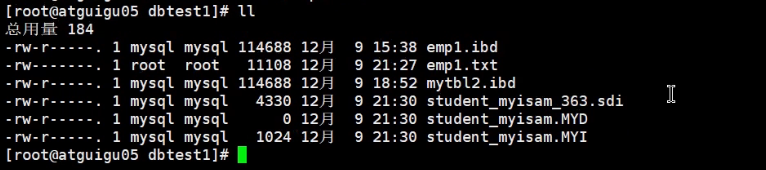 [root@atguigu05 dbtest1]# ll
总用量 184
-rw-r-----. 1 mysql mysql 114688 12月  9 15:38 emp1.ibd
-rw-r--r--. 1 root  root   11108 12月  9 21:27 emp1.txt
-rw-r-----. 1 mysql mysql 114688 12月  9 18:52 mytbl2.ibd
-rw-r-----. 1 mysql mysql   4330 12月  9 21:30 student_myisam_363.sdi
-rw-r-----. 1 mysql mysql      0 12月  9 21:30 student_myisam.MYD
-rw-r-----. 1 mysql mysql   1024 12月  9 21:30 student_myisam.MYI
[root@atguigu05 dbtest1]#